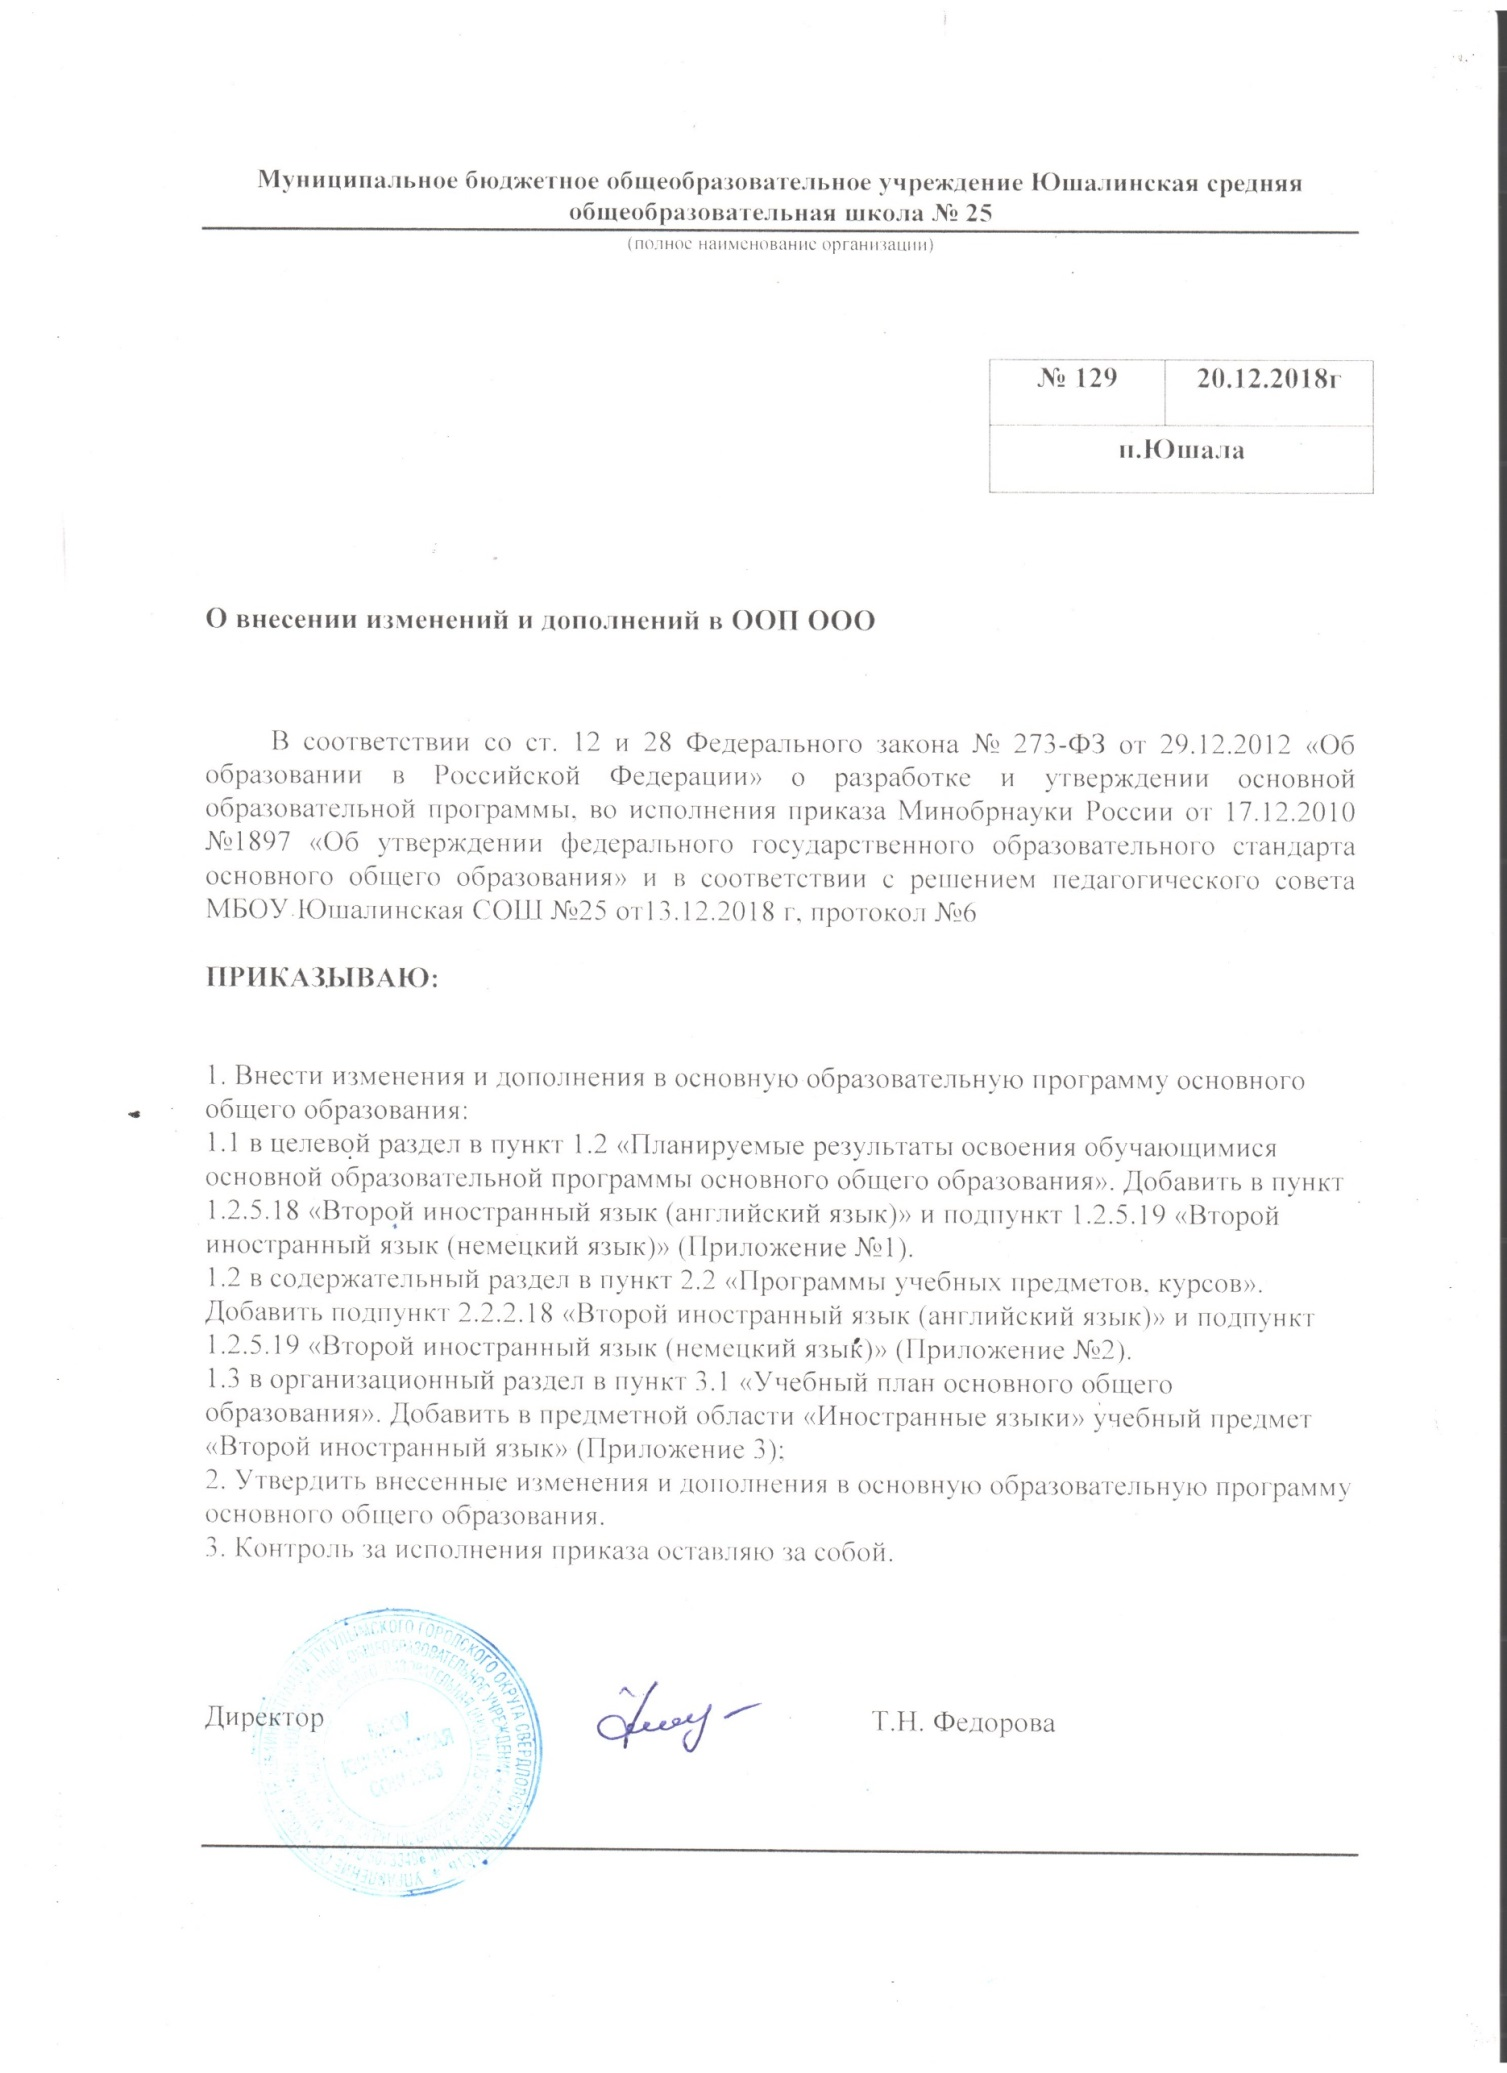 Муниципальное бюджетное общеобразовательное учреждение Юшалинская средняя
общеобразовательная школа № 25
(полное наименование организации)
№ 129 20.12.2018г
п.Юшала
О внесении изменений и дополнений в ООП ООО
В соответствии со ст. 12 и 28 Федерального закона № 273-ФЗ от 29.12.2012 «Об
образовании в Российской Федерации» о разработке и утверждении основной
образовательной программы, во исполнения приказа Минобрнауки России от 17.12.2010
№1897 «Об утверждении федерального государственного образовательного стандарта
основного общего образования» и в соответствии с решением педагогического совета
МБОУ Юшалинская СОШ №25 от13.12.2018 г, протокол №6
ПРИКАЗЫВАЮ:
1. Внести изменения и дополнения в основную образовательную программу основного
общего образования:
1.1 в целевой раздел в пункт 1.2 «Планируемые результаты освоения обучающимися
основной образовательной программы основного общего образования». Добавить в пункт
1.2.5.18 «Второй иностранный язык (английский язык)» и подпункт 1.2.5.19 «Второй
иностранный язык (немецкий язык)» (Приложение №1).
1.2 в содержательный раздел в пункт 2.2 «Программы учебных предметов, курсов».
Добавить подпункт 2.2.2.18 «Второй иностранный язык (английский язык)» и подпункт
1.2.5.19 «Второй иностранный язык (немецкий язык)» (Приложение №2).
1.3 в организационный раздел в пункт 3.1 «Учебный план основного общего
образования». Добавить в предметной области «Иностранные языки» учебный предмет
«Второй иностранный язык» (Приложение 3);
2. Утвердить внесенные изменения и дополнения в основную образовательную программу
основного общего образования.
3. Контроль за исполнения приказа оставляю за собой.
Директор Т.Н. Федорова
ГОРОДСКОГО ОКРУГА